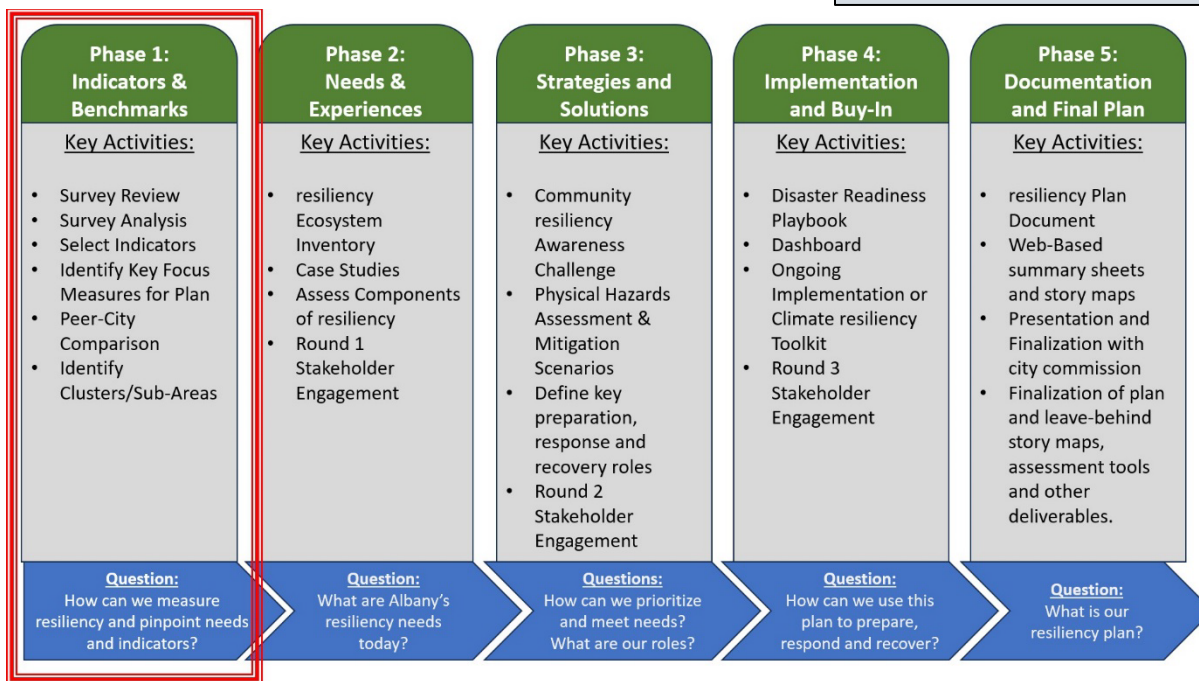 Phase 1:
Indicators &
Benchmarks
Key Activities:
• Survey Review
• Survey Analysis
• Select Indicators
• Identify Key Focus
Measures for Plan
• Peer-City
Comparison
• Identify
Clusters/Sub-Areas
Question:
How can we measure
resiliency and pinpoint needs
and indicators?
Phase 2:
Needs &
Experiences
Key Activities:
• resiliency
Ecosystem
Inventory
• Case Studies
• Assess Components
of resiliency
• Round 1
Stakeholder
Engagement
Question:
What are Albany's
resiliency needs
today?
Phase 3:
Strategies and
Solutions
Key Activities:
• Community
resiliency
Awareness
Challenge
• Physical Hazards
Assessment &
Mitigation
Scenarios
• Define key
preparation,
response and
recovery roles
• Round 2
Stakeholder
Engagement
Questions:
How can we prioritize
and meet needs?
What are our roles?
Phase 4:
Implementation
and Buy-In
Key Activities:
• Disaster Readiness
Playbook
• Dashboard
• Ongoing
Implementation or
Climate resiliency
Toolkit
• Round 3
Stakeholder
Engagement
Question:
How can we use this
plan to prepare,
respond and recover?
Phase 5:
Documentation
and Final Plan
Key Activities:
• resiliency Plan
Document
• Web-Based
summary sheets
and story maps
• Presentation and
Finalization with
city commission
• Finalization of plan
and leave-behind
story maps,
assessment tools
and other
deliverables.
Question:
What is our
resiliency plan?